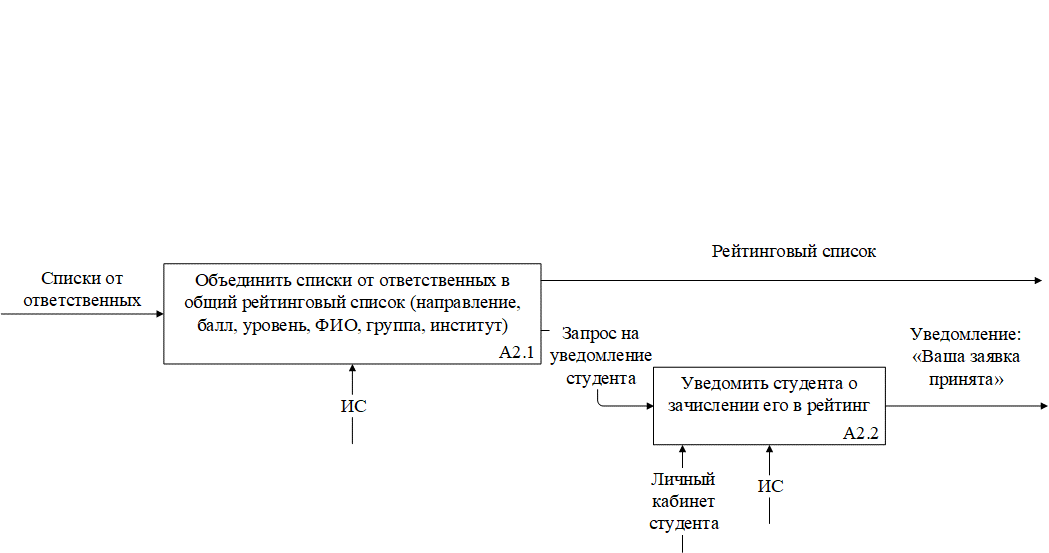 Рейтинговый список
Списки от
ответственных
Объединить списки от ответственных в
общий рейтинговый список (направление,
балл, уровень, ФИО, группа, институт)
A2.1
ИС
Запрос на
уведомление
студента
Уведомить студента о
зачислении его в рейтинг
A2.2
Уведомление:
«Ваша заявка
принята»
Личный
кабинет
студента
ИС